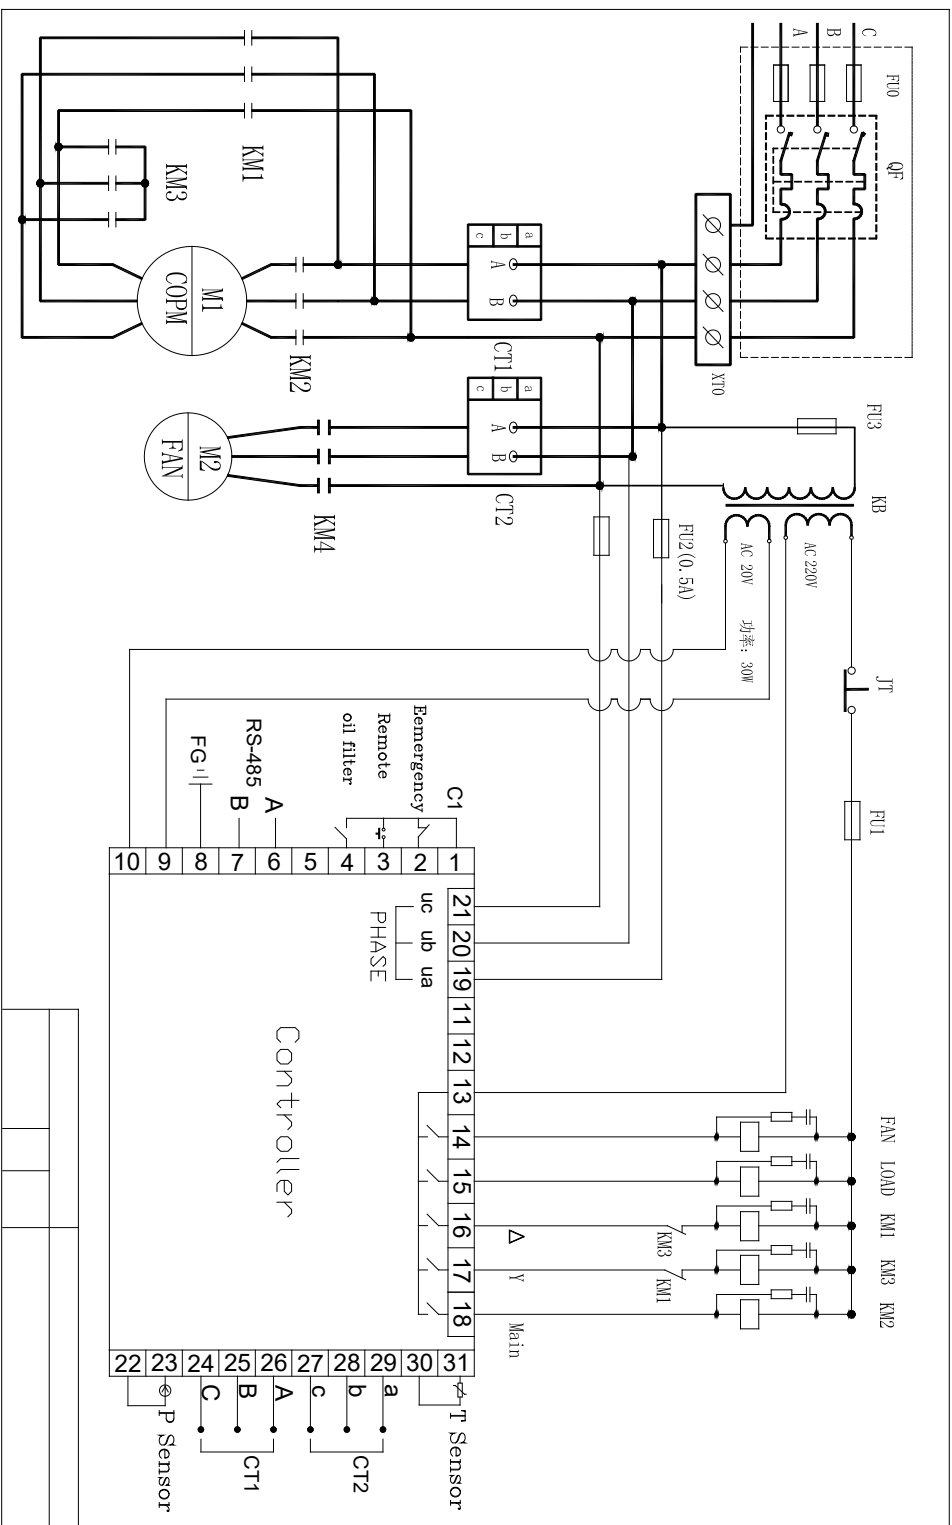 A
B
C
FU0
QF
KM1
KM3
M1
COPM
KM2
a
b
c
A
B
CT1
XT0
M2
FAN
KM4
a
b
c
A
B
CT2
FU3
KB
FU2(0.5A)
AC 20V
AC 220V
功率: 30W
JT
FU1
FG
RS-485
B
A
oil filter
Remote
Eemergency
C1
10
9
8
7
6
5
4
3
2
1
uc
ub
ua
PHASE
21
20
19
11
12
13
14
15
16
17
18
Controller
FAN
LOAD
KM1
KM3
KM2
KM3
KM1
Δ
Y
Main
22
23
24
25
26
27
28
29
30
31
C
B
A
c
b
a
P Sensor
CT1
CT2
T Sensor